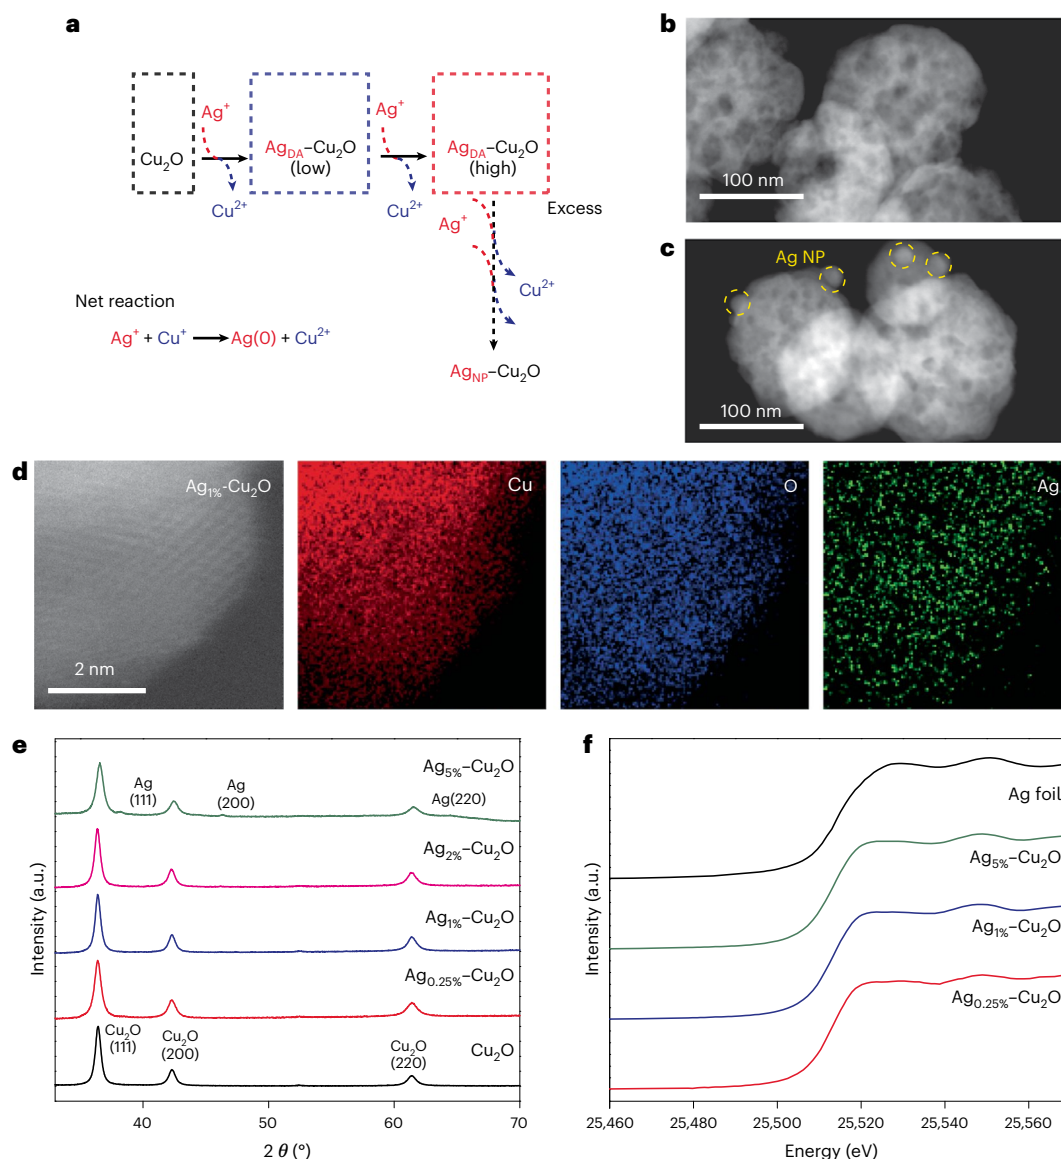 a
Ag⁺
Ag⁺
Cu₂O
Ag_DA–Cu₂O
(low)
Ag_DA–Cu₂O
(high)
Cu²⁺
Cu²⁺
Excess
Ag⁺
Cu²⁺
Net reaction
Ag⁺ + Cu⁺ → Ag(0) + Cu²⁺
Ag_NP–Cu₂O
b
100 nm
c
Ag NP
100 nm
d
Ag₁%-Cu₂O
2 nm
Cu
O
Ag
e
Intensity (a.u.)
Ag₅%–Cu₂O
Ag
(111)
Ag
(200)
Ag(220)
Ag₂%–Cu₂O
Ag₁%–Cu₂O
Ag₀.₂₅%–Cu₂O
Cu₂O
(111)
Cu₂O
(200)
Cu₂O
(220)
Cu₂O
40 50 60 70
2 θ (°)
f
Intensity (a.u.)
Ag foil
Ag₅%–Cu₂O
Ag₁%–Cu₂O
Ag₀.₂₅%–Cu₂O
25,460 25,480 25,500 25,520 25,540 25,560
Energy (eV)